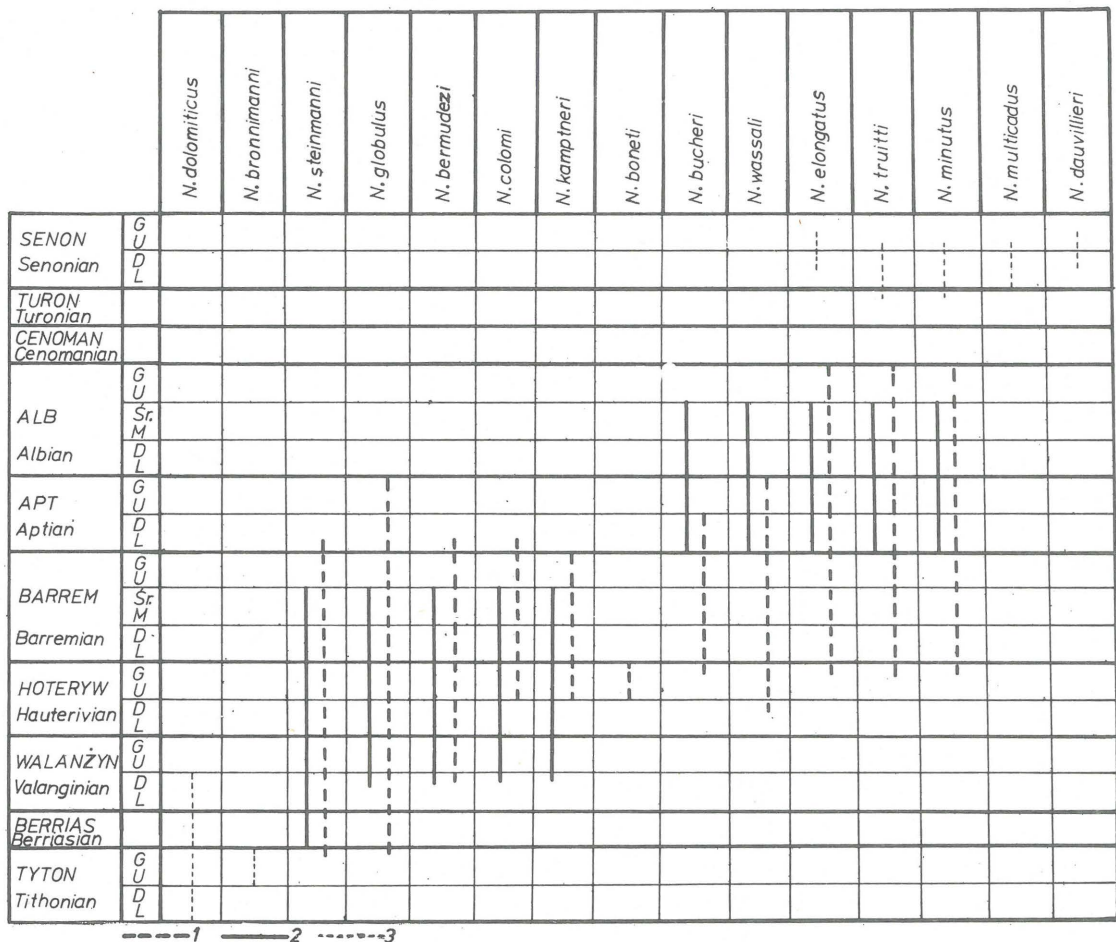 N. dolomiticus
N. bronnimanni
N. steinmanni
N. globulus
N. bermudezi
N. colomi
N. kamptneri
N. boneti
N. bucheri
N. wassali
N. elongatus
N. truitti
N. minutus
N. multicadus
N. dauvillieri
SENON
Senonian
G
U
D
L
TURON
Turonian
CENOMAN
Cenomanian
ALB
Albian
G
U
Śr.
M
D
L
APT
Aptian
G
U
D
L
BARREM
Barremian
G
U
Śr.
M
D
L
HOTERYW
Hauterivian
G
U
D
L
WALANŻYN
Valanginian
G
U
D
L
BERRIAS
Berriasian
TYTON
Tithonian
G
U
D
L
1 2 3